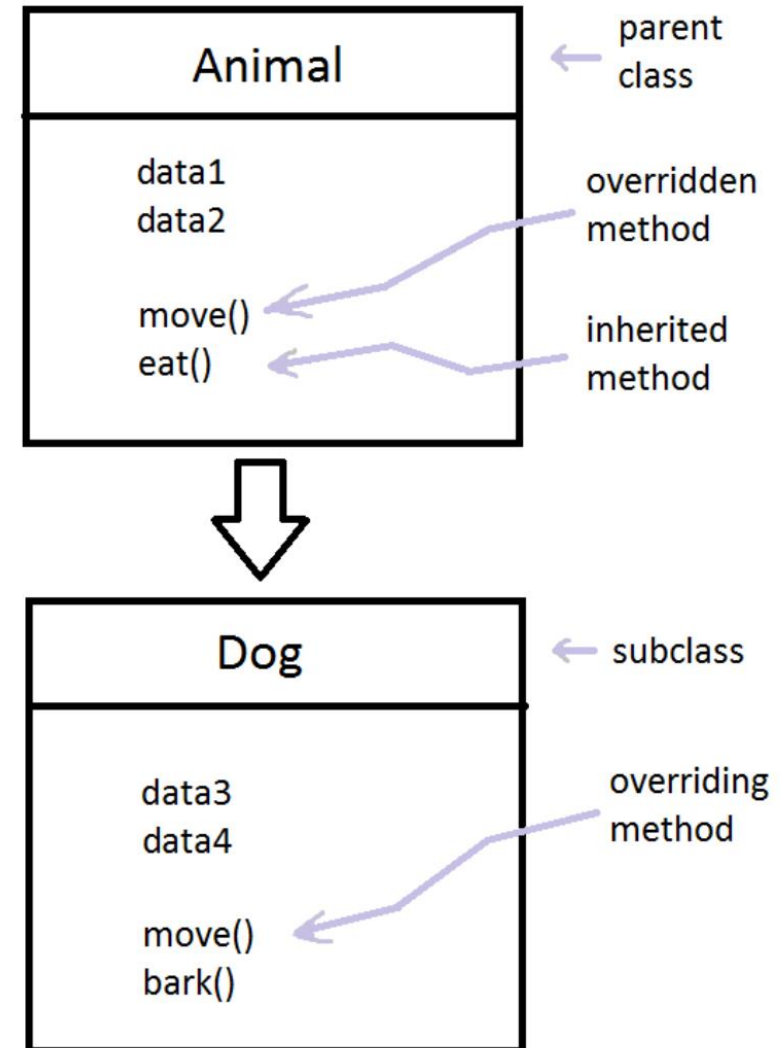 Animal
parent
class
data1
data2
overridden
method
move()
eat()
inherited
method
Dog
subclass
data3
data4
overriding
method
move()
bark()